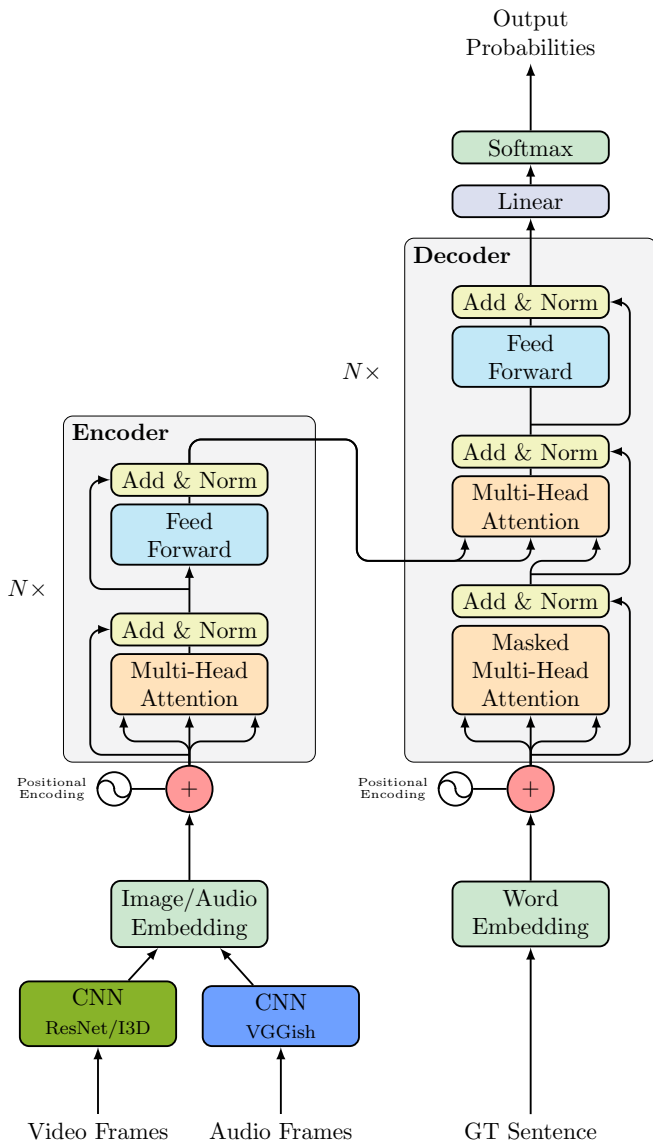 Output
Probabilities
Softmax
Linear
Decoder
Add & Norm
Feed
Forward
N×
Add & Norm
Multi-Head
Attention
Add & Norm
Masked
Multi-Head
Attention
Positional
Encoding
+
Word
Embedding
GT Sentence
Encoder
Add & Norm
Feed
Forward
N×
Add & Norm
Multi-Head
Attention
Positional
Encoding
+
Image/Audio
Embedding
CNN
ResNet/I3D
CNN
VGGish
Video Frames
Audio Frames